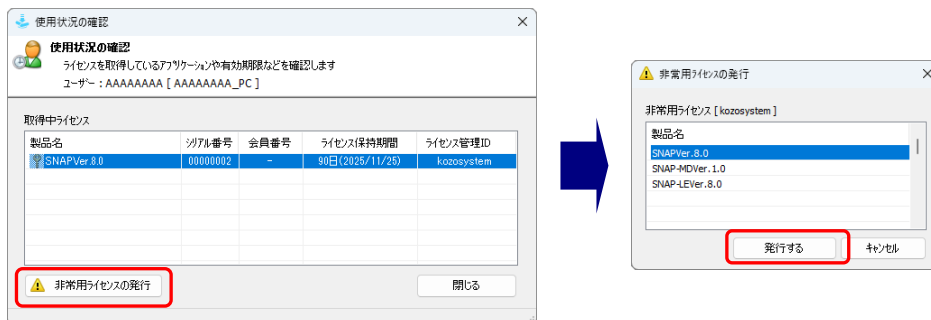 使用状況の確認
使用状況の確認
ライセンスを取得しているアプリケーションや有効期限などを確認します
ユーザー：AAAAAAAA [ AAAAAAAA_PC ]
取得中ライセンス
製品名 シリアル番号 会員番号 ライセンス保持期間 ライセンス管理ID
SNAPVer.8.0 00000002 - 90日(2025/11/25) kozosystem
非常用ライセンスの発行 閉じる
非常用ライセンスの発行
非常用ライセンス [ kozosystem ]
製品名
SNAPVer.8.0
SNAP-MDVer.1.0
SNAP-LEVer.8.0
発行する キャンセル